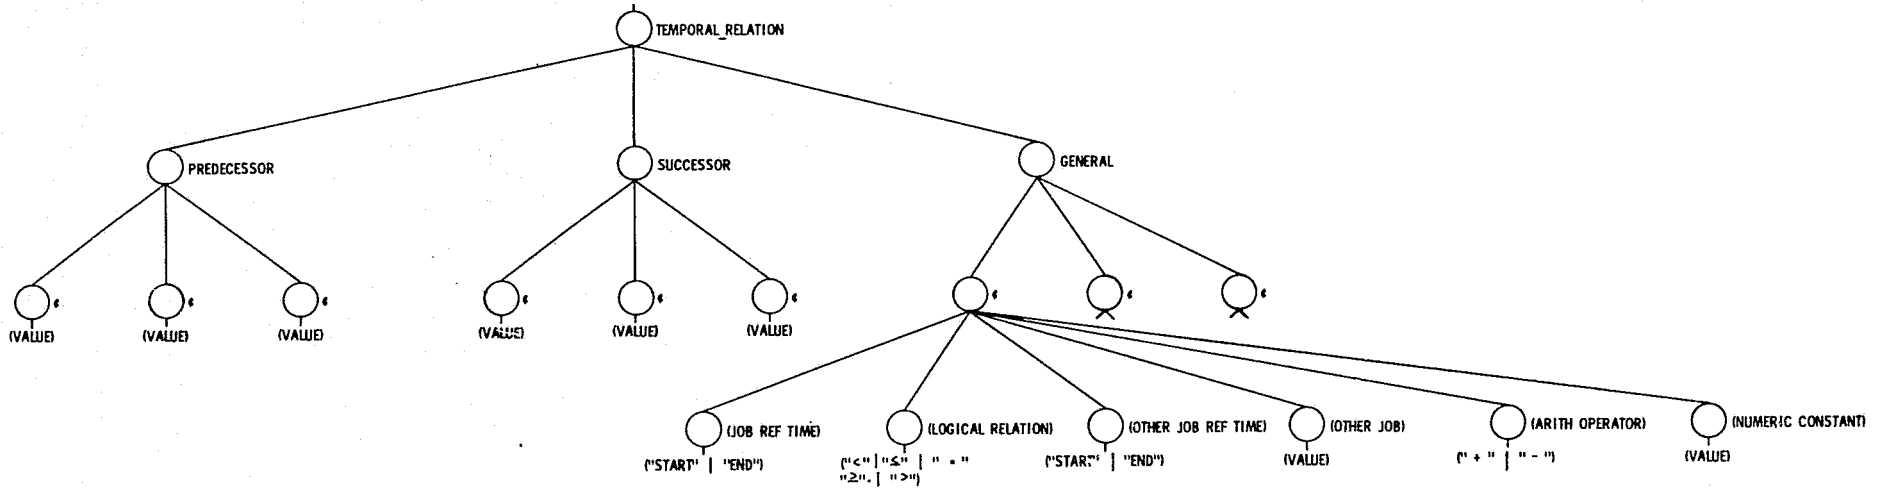 TEMPORAL_RELATION
PREDECESSOR
SUCCESSOR
GENERAL
¢ ¢ ¢ ¢ ¢ ¢ ¢ ¢ ¢
(VALUE) (VALUE) (VALUE) (VALUE) (VALUE) (VALUE)
(JOB REF TIME) (LOGICAL RELATION) (OTHER JOB REF TIME) (OTHER JOB) (ARITH OPERATOR) (NUMERIC CONSTANT)
("START" | "END") ("<" | "≤" | "=" ("START" | "END") (VALUE) ("+" | "-") (VALUE)
"≥" | ">")